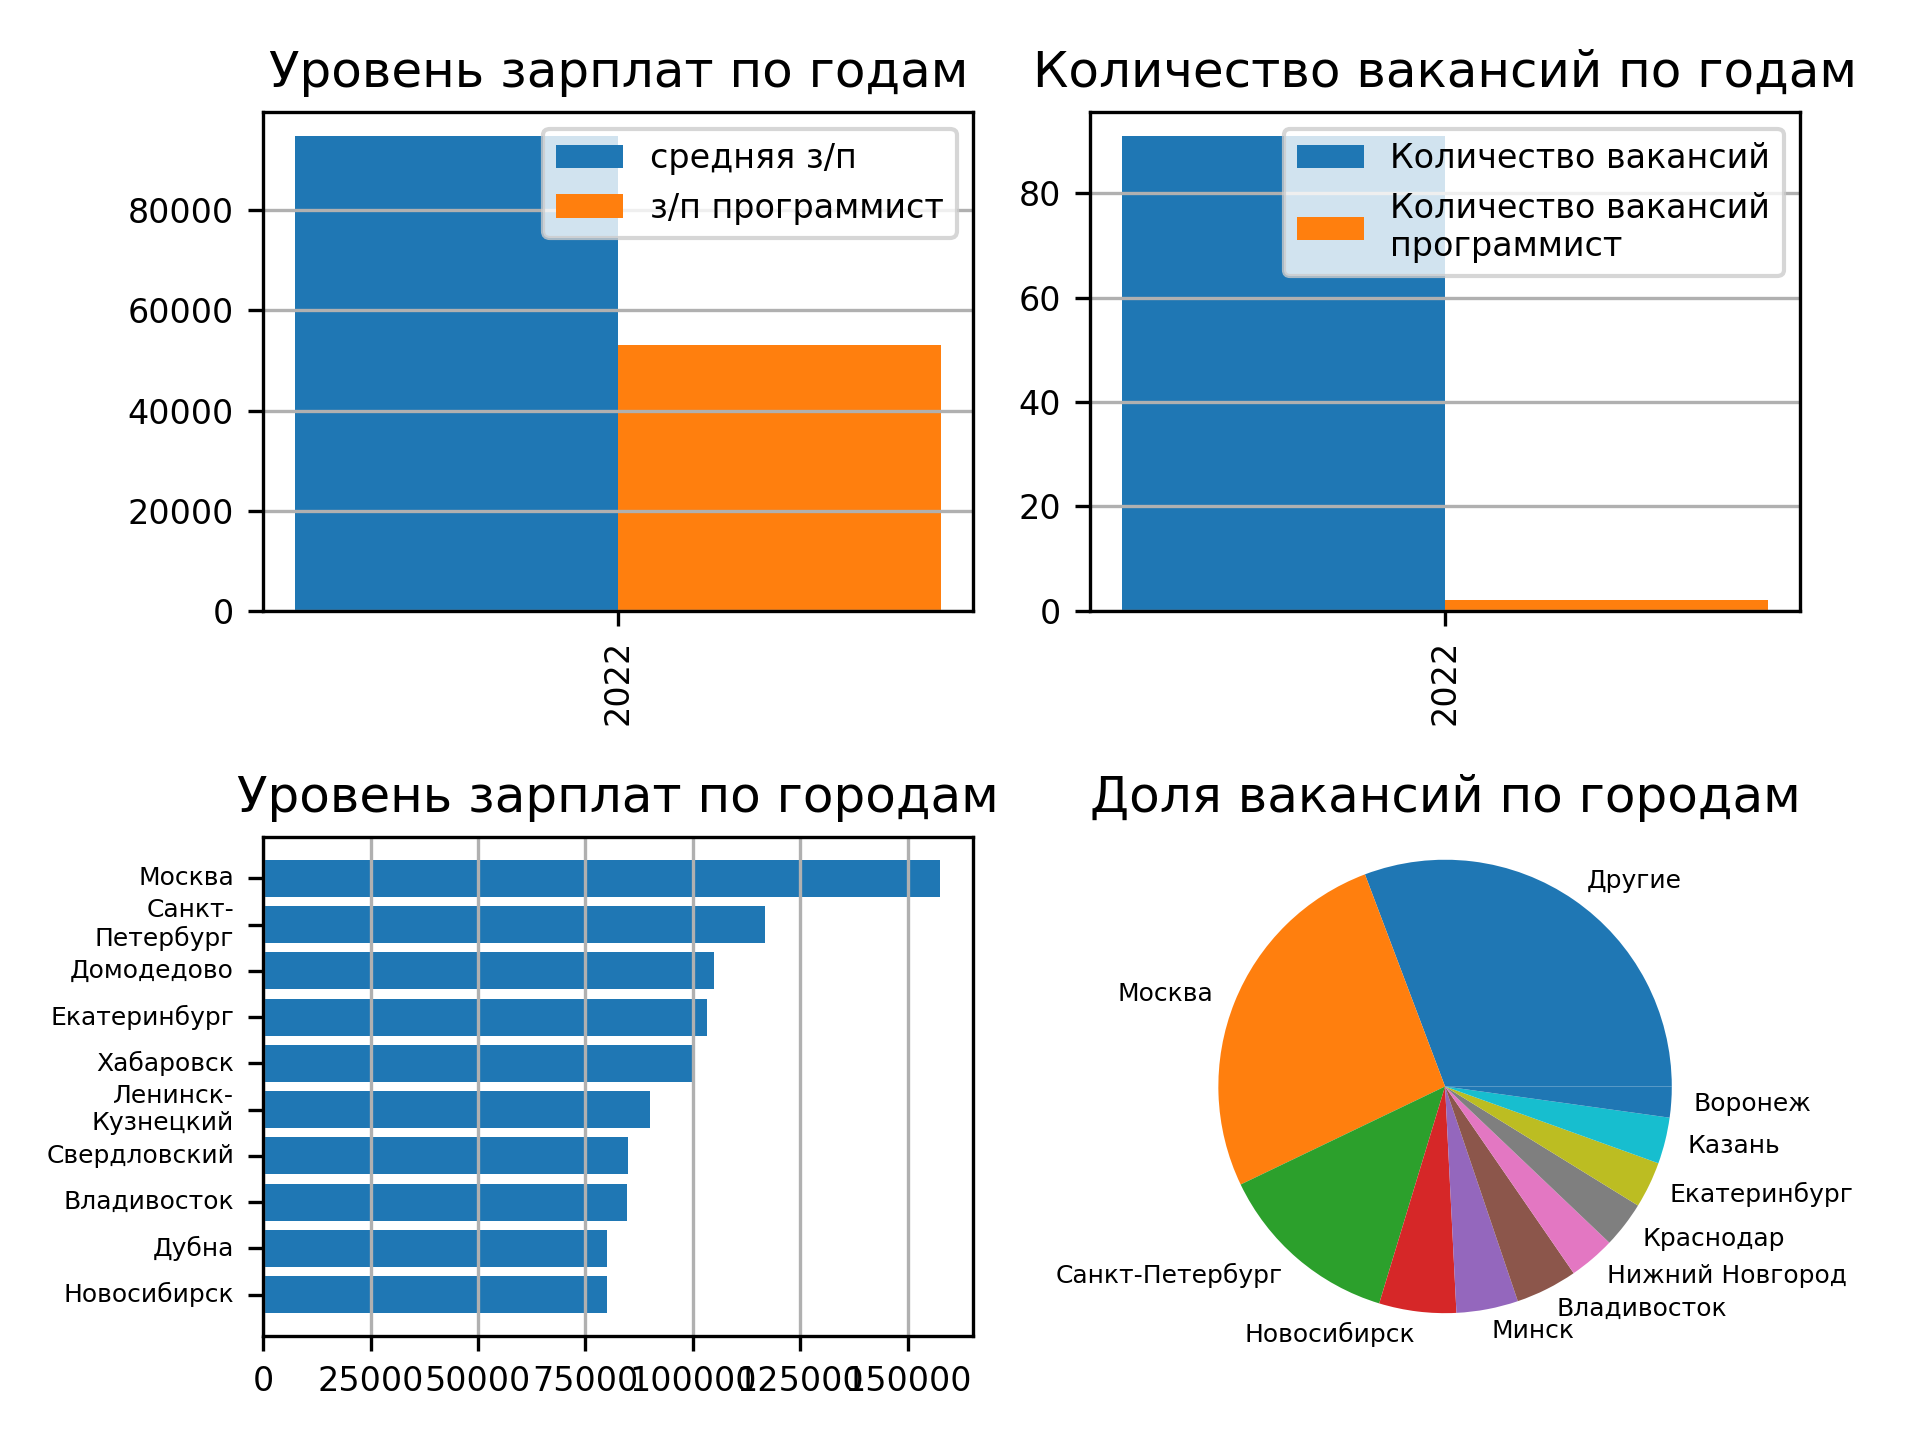 Уровень зарплат по годам
80000
60000
40000
20000
0
средняя з/п
з/п программист
2022
Количество вакансий по годам
80
60
40
20
0
Количество вакансий
Количество вакансий
программист
2022
Уровень зарплат по городам
Москва
Санкт-
Петербург
Домодедово
Екатеринбург
Хабаровск
Ленинск-
Кузнецкий
Свердловский
Владивосток
Дубна
Новосибирск
0 25000 50000 75000 100000 125000 150000
Доля вакансий по городам
Другие
Москва
Воронеж
Казань
Екатеринбург
Краснодар
Санкт-Петербург
Нижний Новгород
Владивосток
Минск
Новосибирск